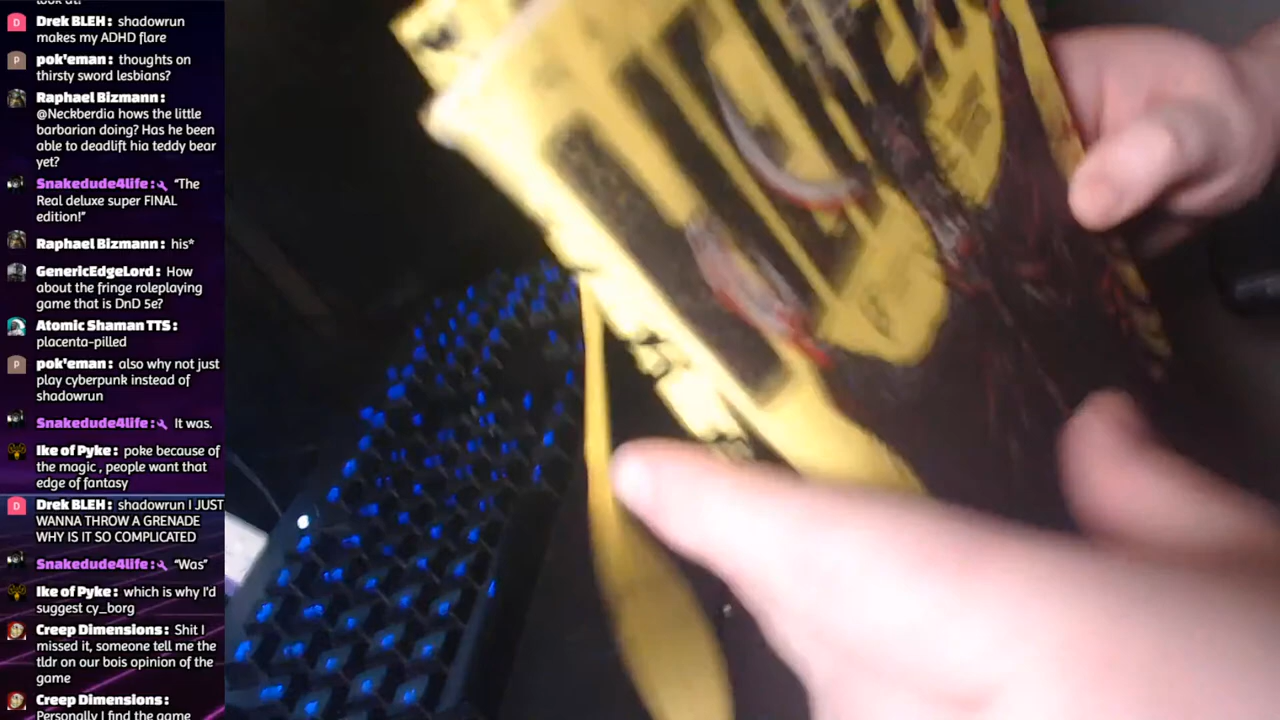 look at!
D Drek BLEH : shadowrun
makes my ADHD flare
P pok'eman : thoughts on
thirsty sword lesbians?
Raphael Bizmann :
@Neckberdia hows the little
barbarian doing? Has he been
able to deadlift hia teddy bear
yet?
Snakedude4life : "The
Real deluxe super FINAL
edition!"
Raphael Bizmann : his*
GenericEdgeLord : How
about the fringe roleplaying
game that is DnD 5e?
Atomic Shaman TTS :
placenta-pilled
P pok'eman : also why not just
play cyberpunk instead of
shadowrun
Snakedude4life : It was.
Ike of Pyke : poke because of
the magic , people want that
edge of fantasy
D Drek BLEH : shadowrun I JUST
WANNA THROW A GRENADE
WHY IS IT SO COMPLICATED
Snakedude4life : "Was"
Ike of Pyke : which is why I'd
suggest cy_borg
Creep Dimensions : Shit I
missed it, someone tell me the
tldr on our bois opinion of the
game
Creep Dimensions :
Personally I find the game